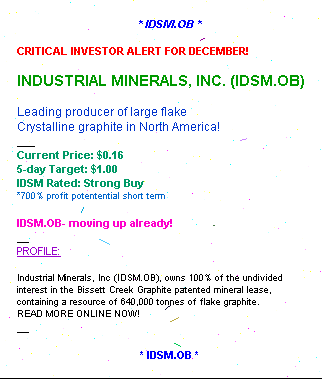 * IDSM.OB *
CRITICAL INVESTOR ALERT FOR DECEMBER!
INDUSTRIAL MINERALS, INC. (IDSM.OB)
Leading producer of large flake
Crystalline graphite in North America!
Current Price: $0.16
5-day Target: $1.00
IDSM Rated: Strong Buy
*700% profit potentential short term
IDSM.OB- moving up already!
PROFILE:
Industrial Minerals, Inc (IDSM.OB), owns 100% of the undivided
interest in the Bissett Creek Graphite patented mineral lease,
containing a resource of 640,000 tonnes of flake graphite.
READ MORE ONLINE NOW!
* IDSM.OB *